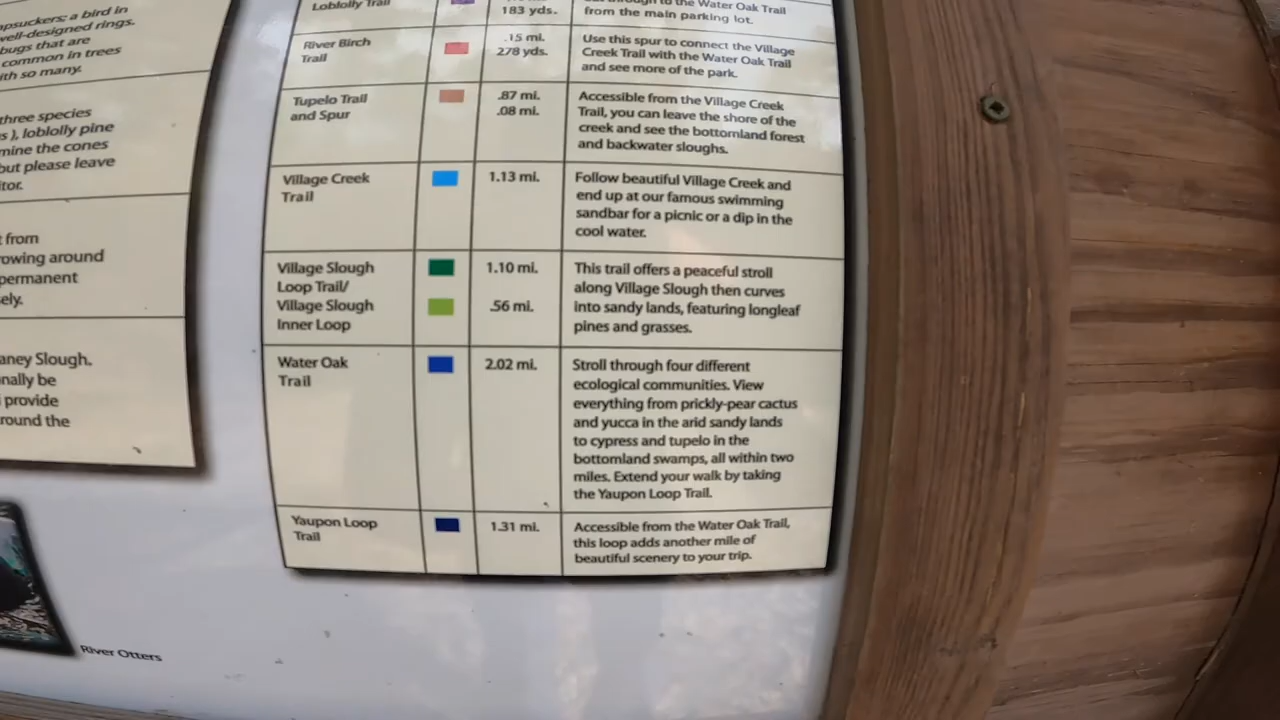 apsuckers; a bird in
well-designed rings.
bugs that are
common in trees
with so many.
three species
s ), loblolly pine
mine the cones
but please leave
itor.
t from
rowing around
permanent
ely.
aney Slough.
nally be
provide
round the
River Otters
Loblolly Trail
183 yds.
to the Water Oak Trail
from the main parking lot.
River Birch
Trail
.15 mi.
278 yds.
Use this spur to connect the Village
Creek Trail with the Water Oak Trail
and see more of the park.
Tupelo Trail
and Spur
.87 mi.
.08 mi.
Accessible from the Village Creek
Trail, you can leave the shore of the
creek and see the bottomland forest
and backwater sloughs.
Village Creek
Trail
1.13 mi.
Follow beautiful Village Creek and
end up at our famous swimming
sandbar for a picnic or a dip in the
cool water.
Village Slough
Loop Trail/
Village Slough
Inner Loop
1.10 mi.
.56 mi.
This trail offers a peaceful stroll
along Village Slough then curves
into sandy lands, featuring longleaf
pines and grasses.
Water Oak
Trail
2.02 mi.
Stroll through four different
ecological communities. View
everything from prickly-pear cactus
and yucca in the arid sandy lands
to cypress and tupelo in the
bottomland swamps, all within two
miles. Extend your walk by taking
the Yaupon Loop Trail.
Yaupon Loop
Trail
1.31 mi.
Accessible from the Water Oak Trail,
this loop adds another mile of
beautiful scenery to your trip.